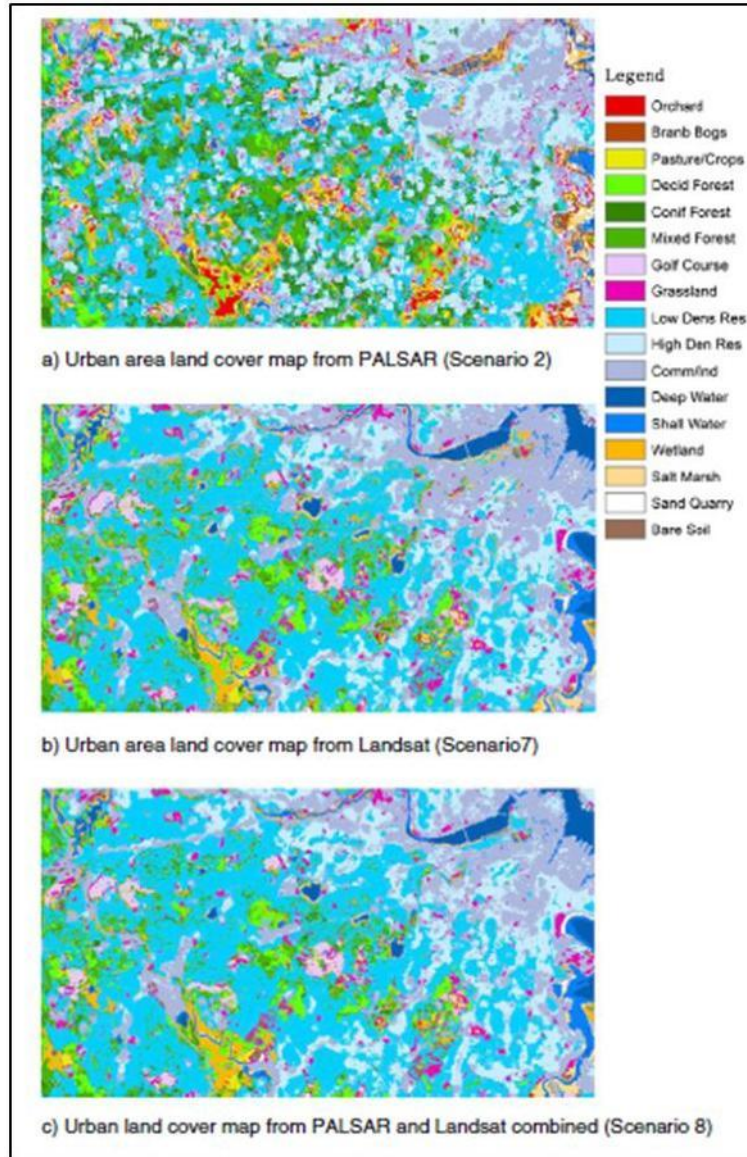 Legend
Orchard
Branb Bogs
Pasture/Crops
Decid Forest
Conif Forest
Mixed Forest
Golf Course
Grassland
Low Dens Res
High Den Res
Comm/Ind
Deep Water
Shall Water
Wetland
Salt Marsh
Sand Quarry
Bare Soil
a) Urban area land cover map from PALSAR (Scenario 2)
b) Urban area land cover map from Landsat (Scenario7)
c) Urban land cover map from PALSAR and Landsat combined (Scenario 8)